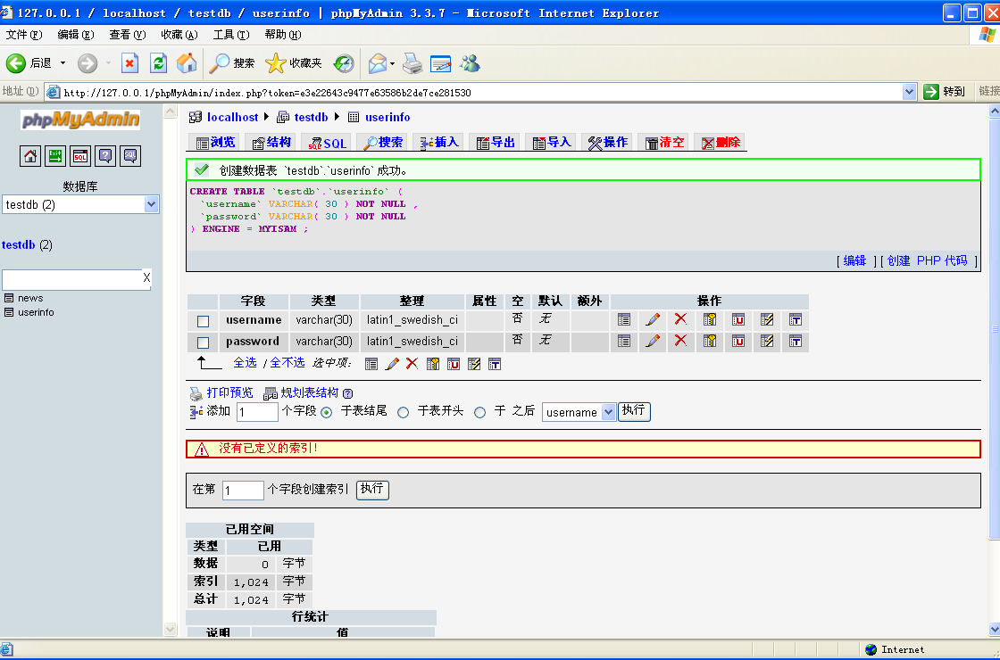 127.0.0.1 / localhost / testdb / userinfo | phpMyAdmin 3.3.7 - Microsoft Internet Explorer
文件(F) 编辑(E) 查看(V) 收藏(A) 工具(T) 帮助(H)
后退 搜索 收藏夹
地址(D) http://127.0.0.1/phpMyAdmin/index.php?token=e3e22643c9477e63586b2de7ce281530 转到 链接
phpMyAdmin
SQL SQL
数据库
testdb (2)
testdb (2)
X
news
userinfo
localhost testdb userinfo
浏览 结构 SQL 搜索 插入 导出 导入 操作 清空 删除
创建数据表 `testdb`.`userinfo` 成功。
CREATE TABLE `testdb`.`userinfo` (
`username` VARCHAR( 30 ) NOT NULL ,
`password` VARCHAR( 30 ) NOT NULL
) ENGINE = MYISAM ;
[ 编辑 ] [ 创建 PHP 代码 ]
字段 类型 整理 属性 空 默认 额外 操作
username varchar(30) latin1_swedish_ci 否 无
password varchar(30) latin1_swedish_ci 否 无
全选 / 全不选 选中项:
打印预览 规划表结构
添加 1 个字段 于表结尾 于表开头 于 之后 username 执行
没有已定义的索引!
在第 1 个字段创建索引 执行
已用空间
类型 已用
数据 0 字节
索引 1,024 字节
总计 1,024 字节
行统计
说明 值
Internet